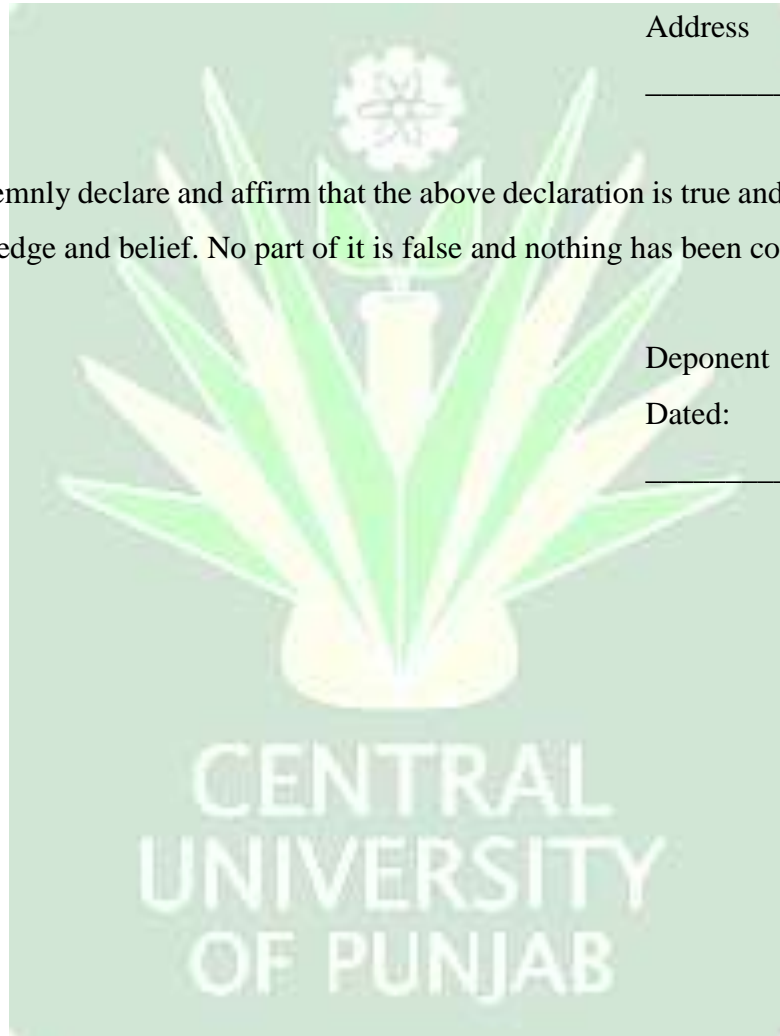 Address
emnly declare and affirm that the above declaration is true and
edge and belief. No part of it is false and nothing has been co
Deponent
Dated:
CENTRAL
UNIVERSITY
OF PUNJAB